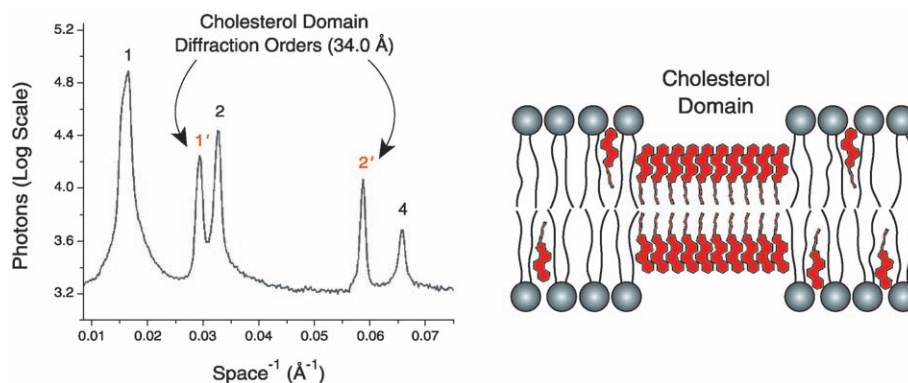 Cholesterol Domain
Diffraction Orders (34.0 Å)
5.2
4.8
4.4
4.0
3.6
3.2
Photons (Log Scale)
1
1′
2
2′
4
0.01 0.02 0.03 0.04 0.05 0.06 0.07
Space⁻¹ (Å⁻¹)
Cholesterol
Domain